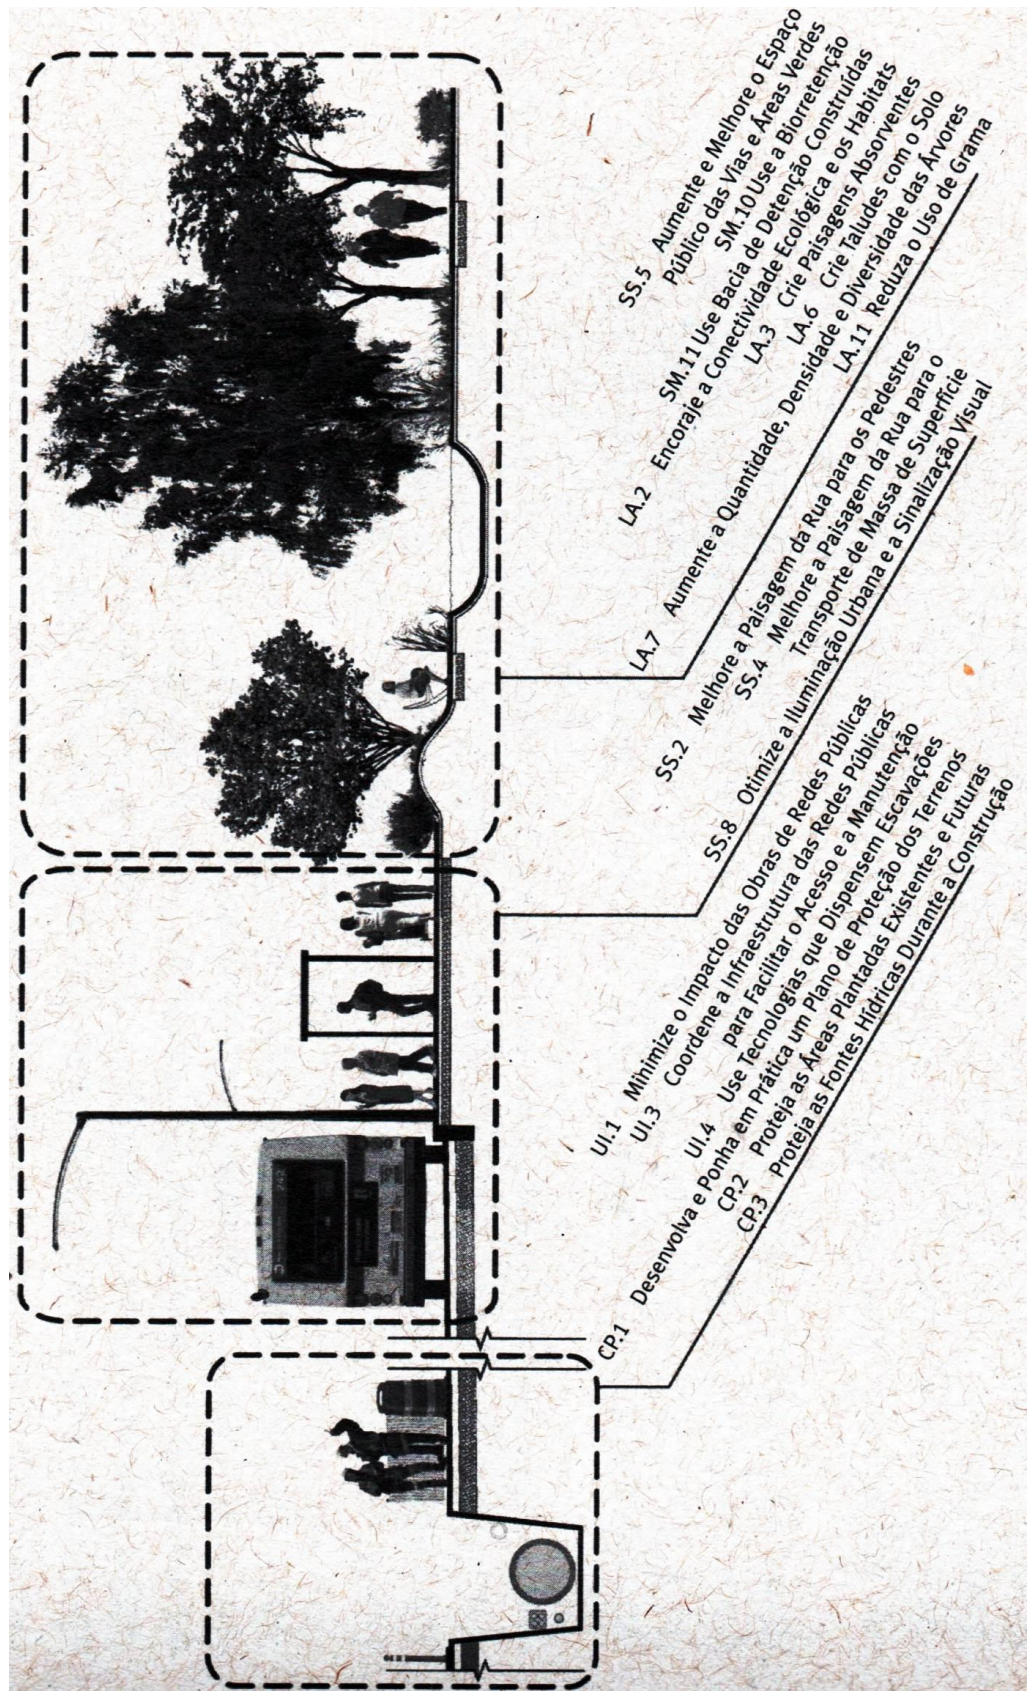 SS.5 Aumente e Melhore o Espaço
Público das Vias e Áreas Verdes
SM.10 Use a Biorretenção
SM.11 Use Bacia de Detenção Construídas
LA.2 Encoraje a Conectividade Ecológica e os Habitats
LA.3 Crie Paisagens Absorventes
LA.6 Crie Taludes com o Solo
LA.7 Aumente a Quantidade, Densidade e Diversidade das Árvores
LA.11 Reduza o Uso de Grama
SS.2 Melhore a Paisagem da Rua para os Pedestres
SS.4 Melhore a Paisagem da Rua para o
Transporte de Massa de Superfície
SS.8 Otimize a Iluminação Urbana e a Sinalização Visual
UI.1 Minimize o Impacto das Obras de Redes Públicas
UI.3 Coordene a Infraestrutura das Redes Públicas
para Facilitar o Acesso e a Manutenção
UI.4 Use Tecnologias que Dispensem Escavações
CP.1 Desenvolva e Ponha em Prática um Plano de Proteção dos Terrenos
CP.2 Proteja as Áreas Plantadas Existentes e Futuras
CP.3 Proteja as Fontes Hídricas Durante a Construção